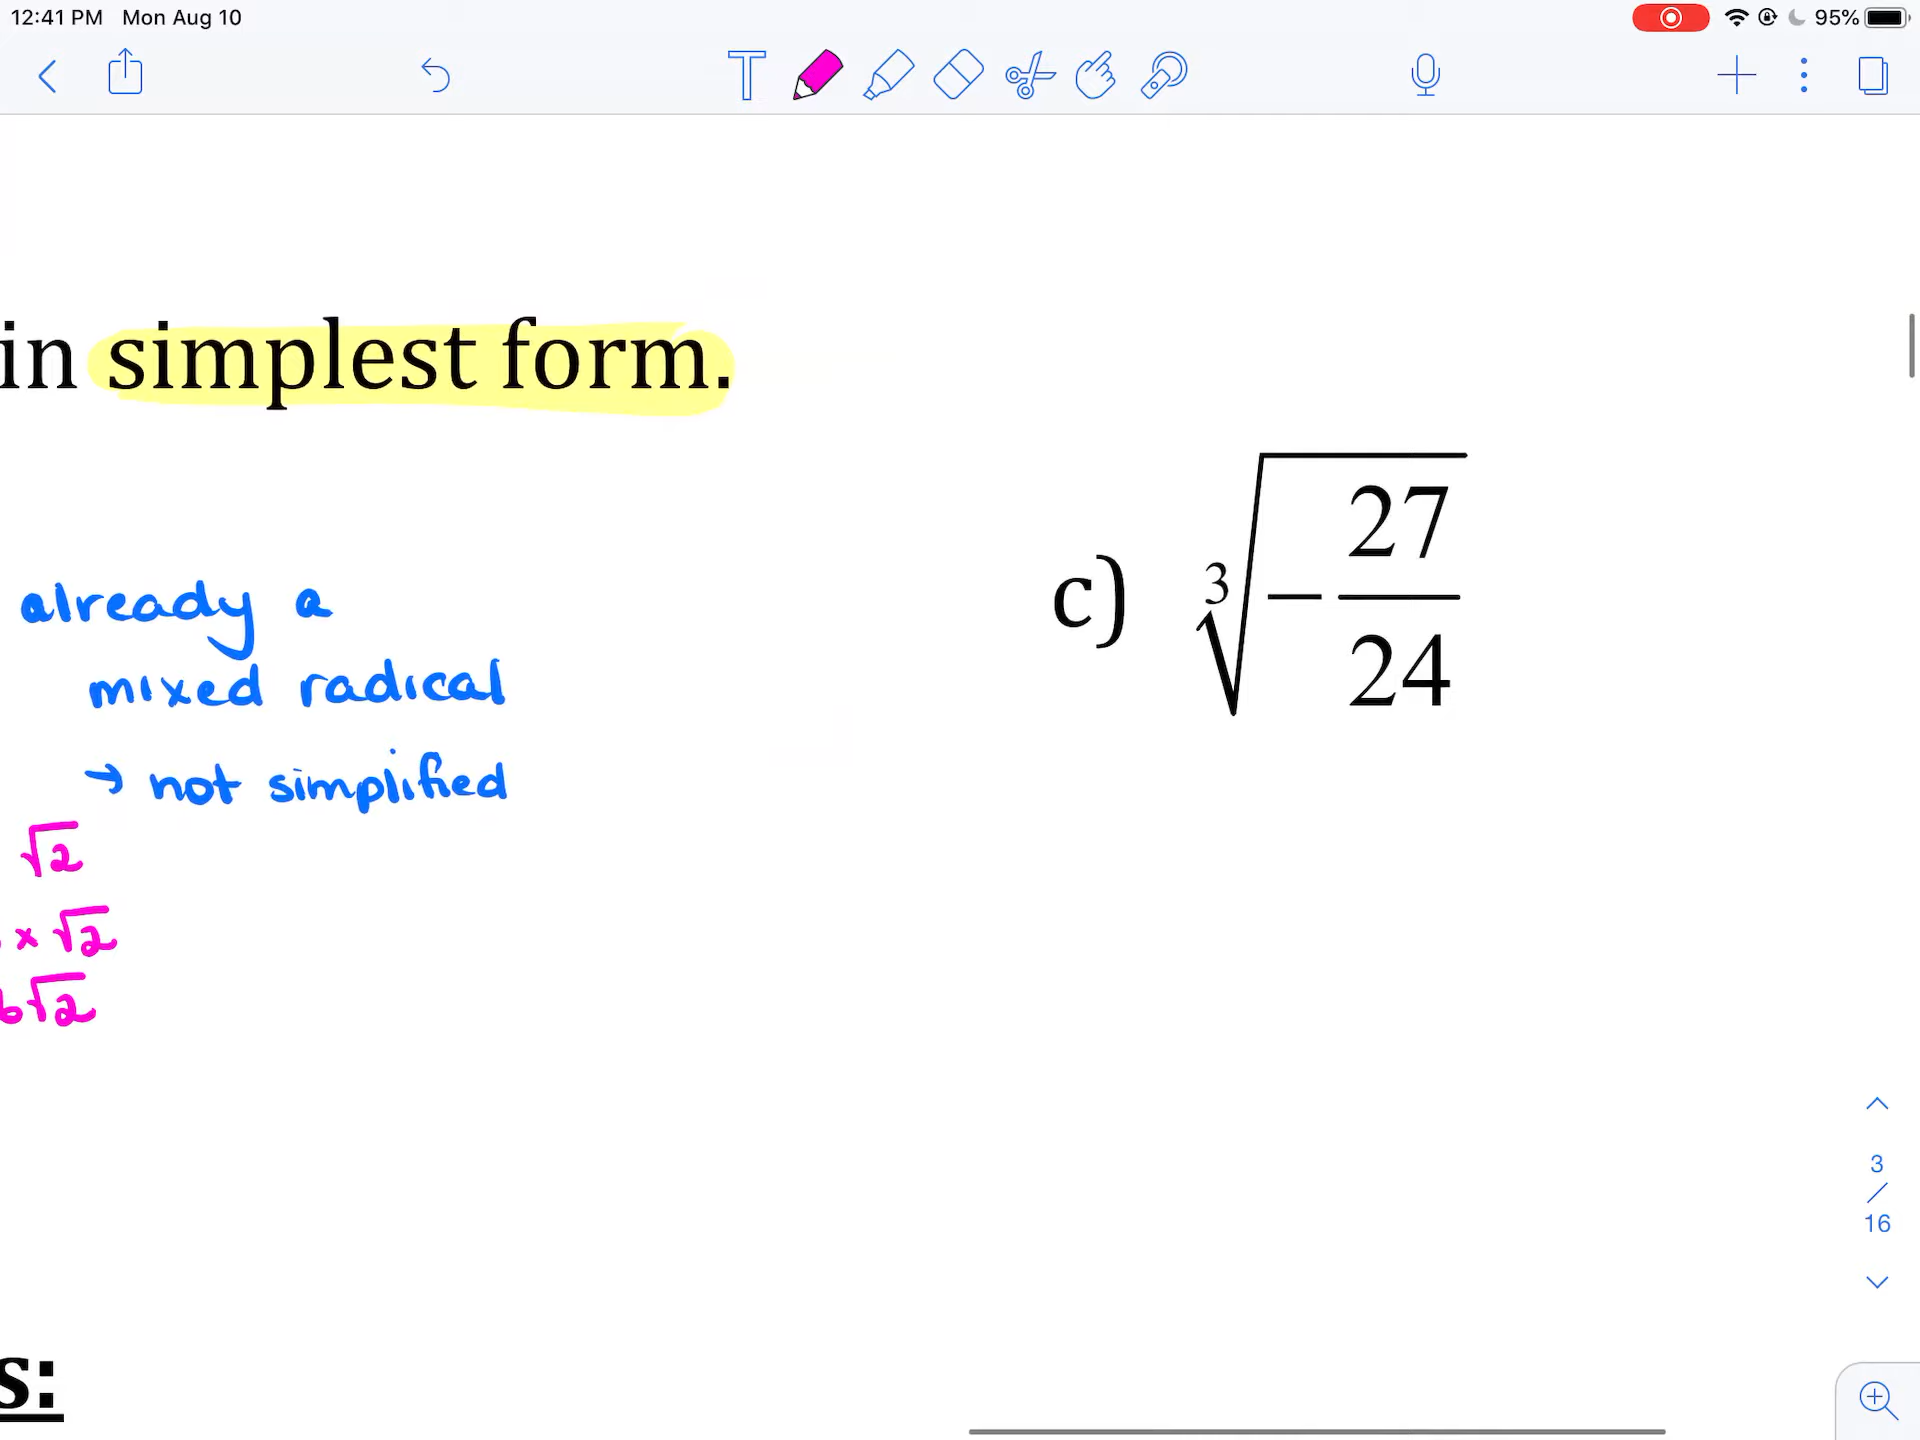 12:41 PM Mon Aug 10
95%
T
in simplest form.
already a
mixed radical
→ not simplified
√2
x √2
6√2
c) ∛(-27/24)
3
/
16
s: